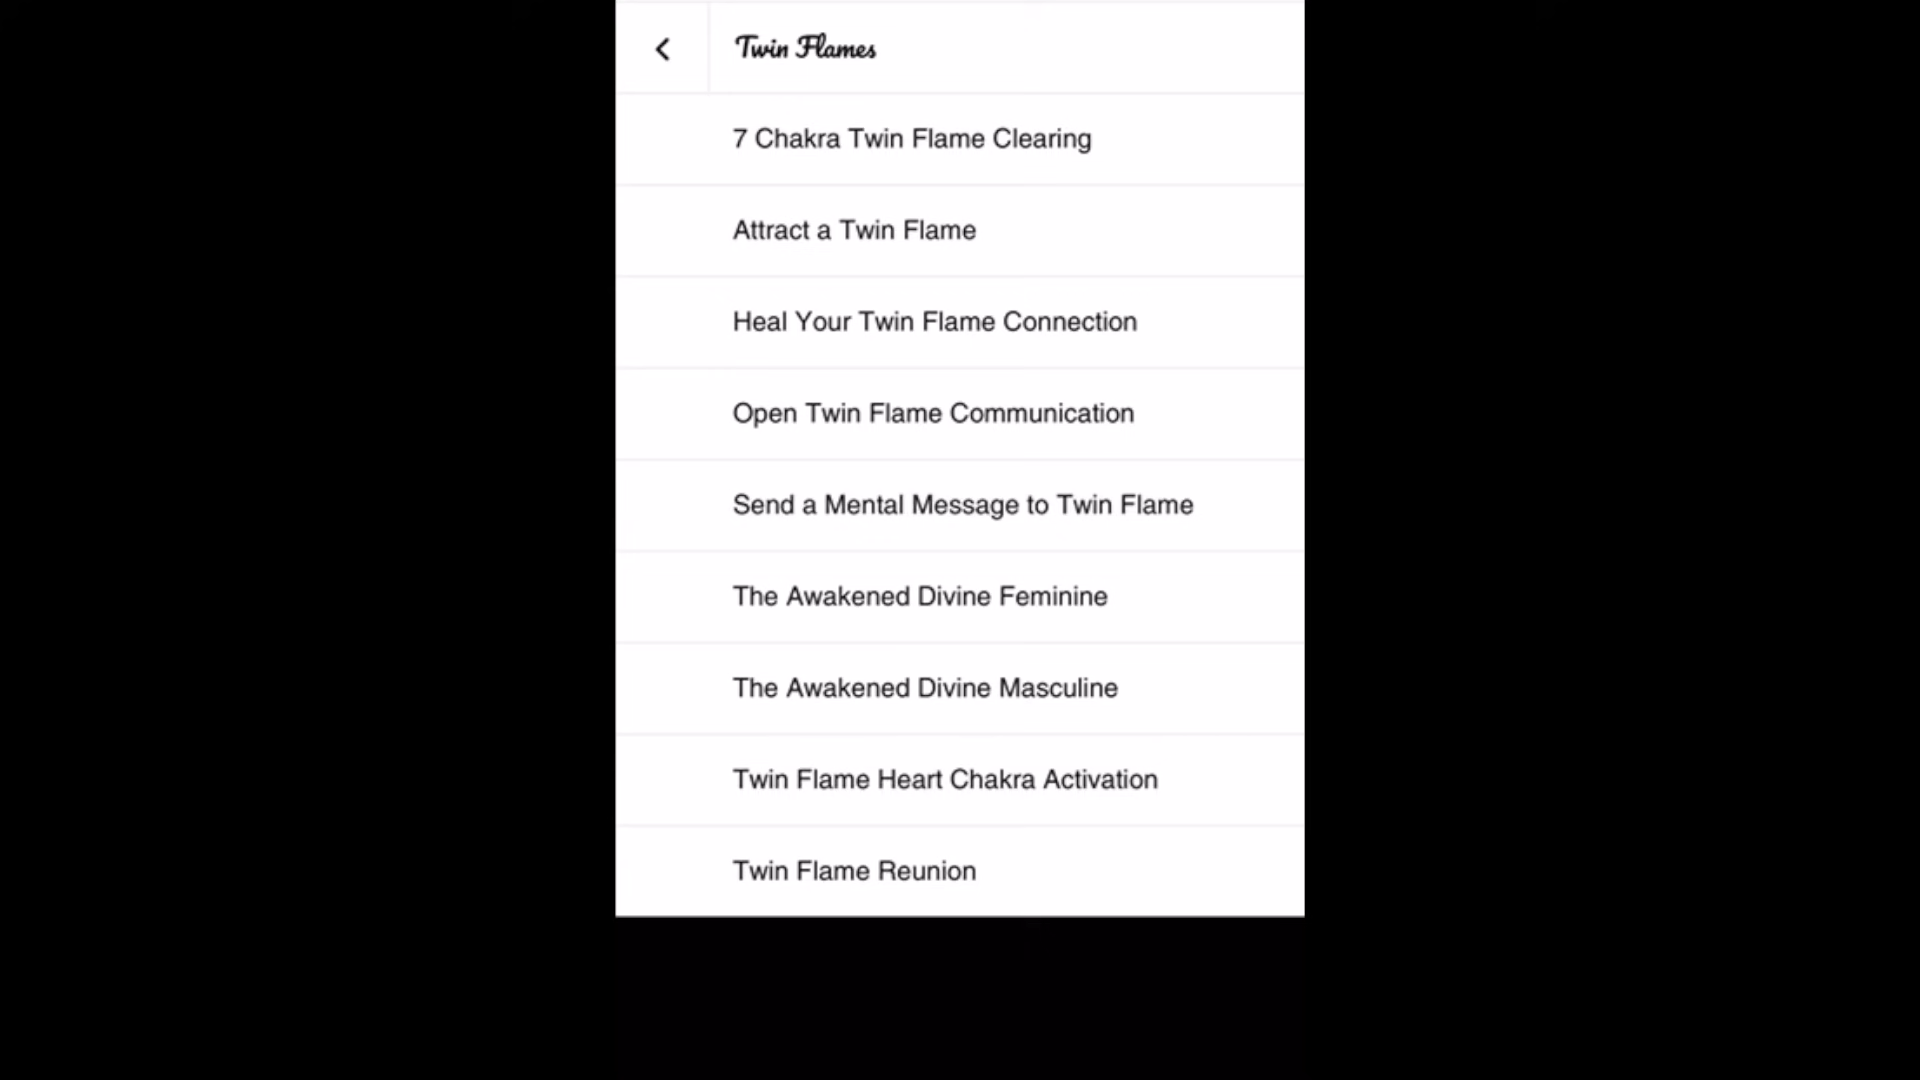 Twin Flames
7 Chakra Twin Flame Clearing
Attract a Twin Flame
Heal Your Twin Flame Connection
Open Twin Flame Communication
Send a Mental Message to Twin Flame
The Awakened Divine Feminine
The Awakened Divine Masculine
Twin Flame Heart Chakra Activation
Twin Flame Reunion